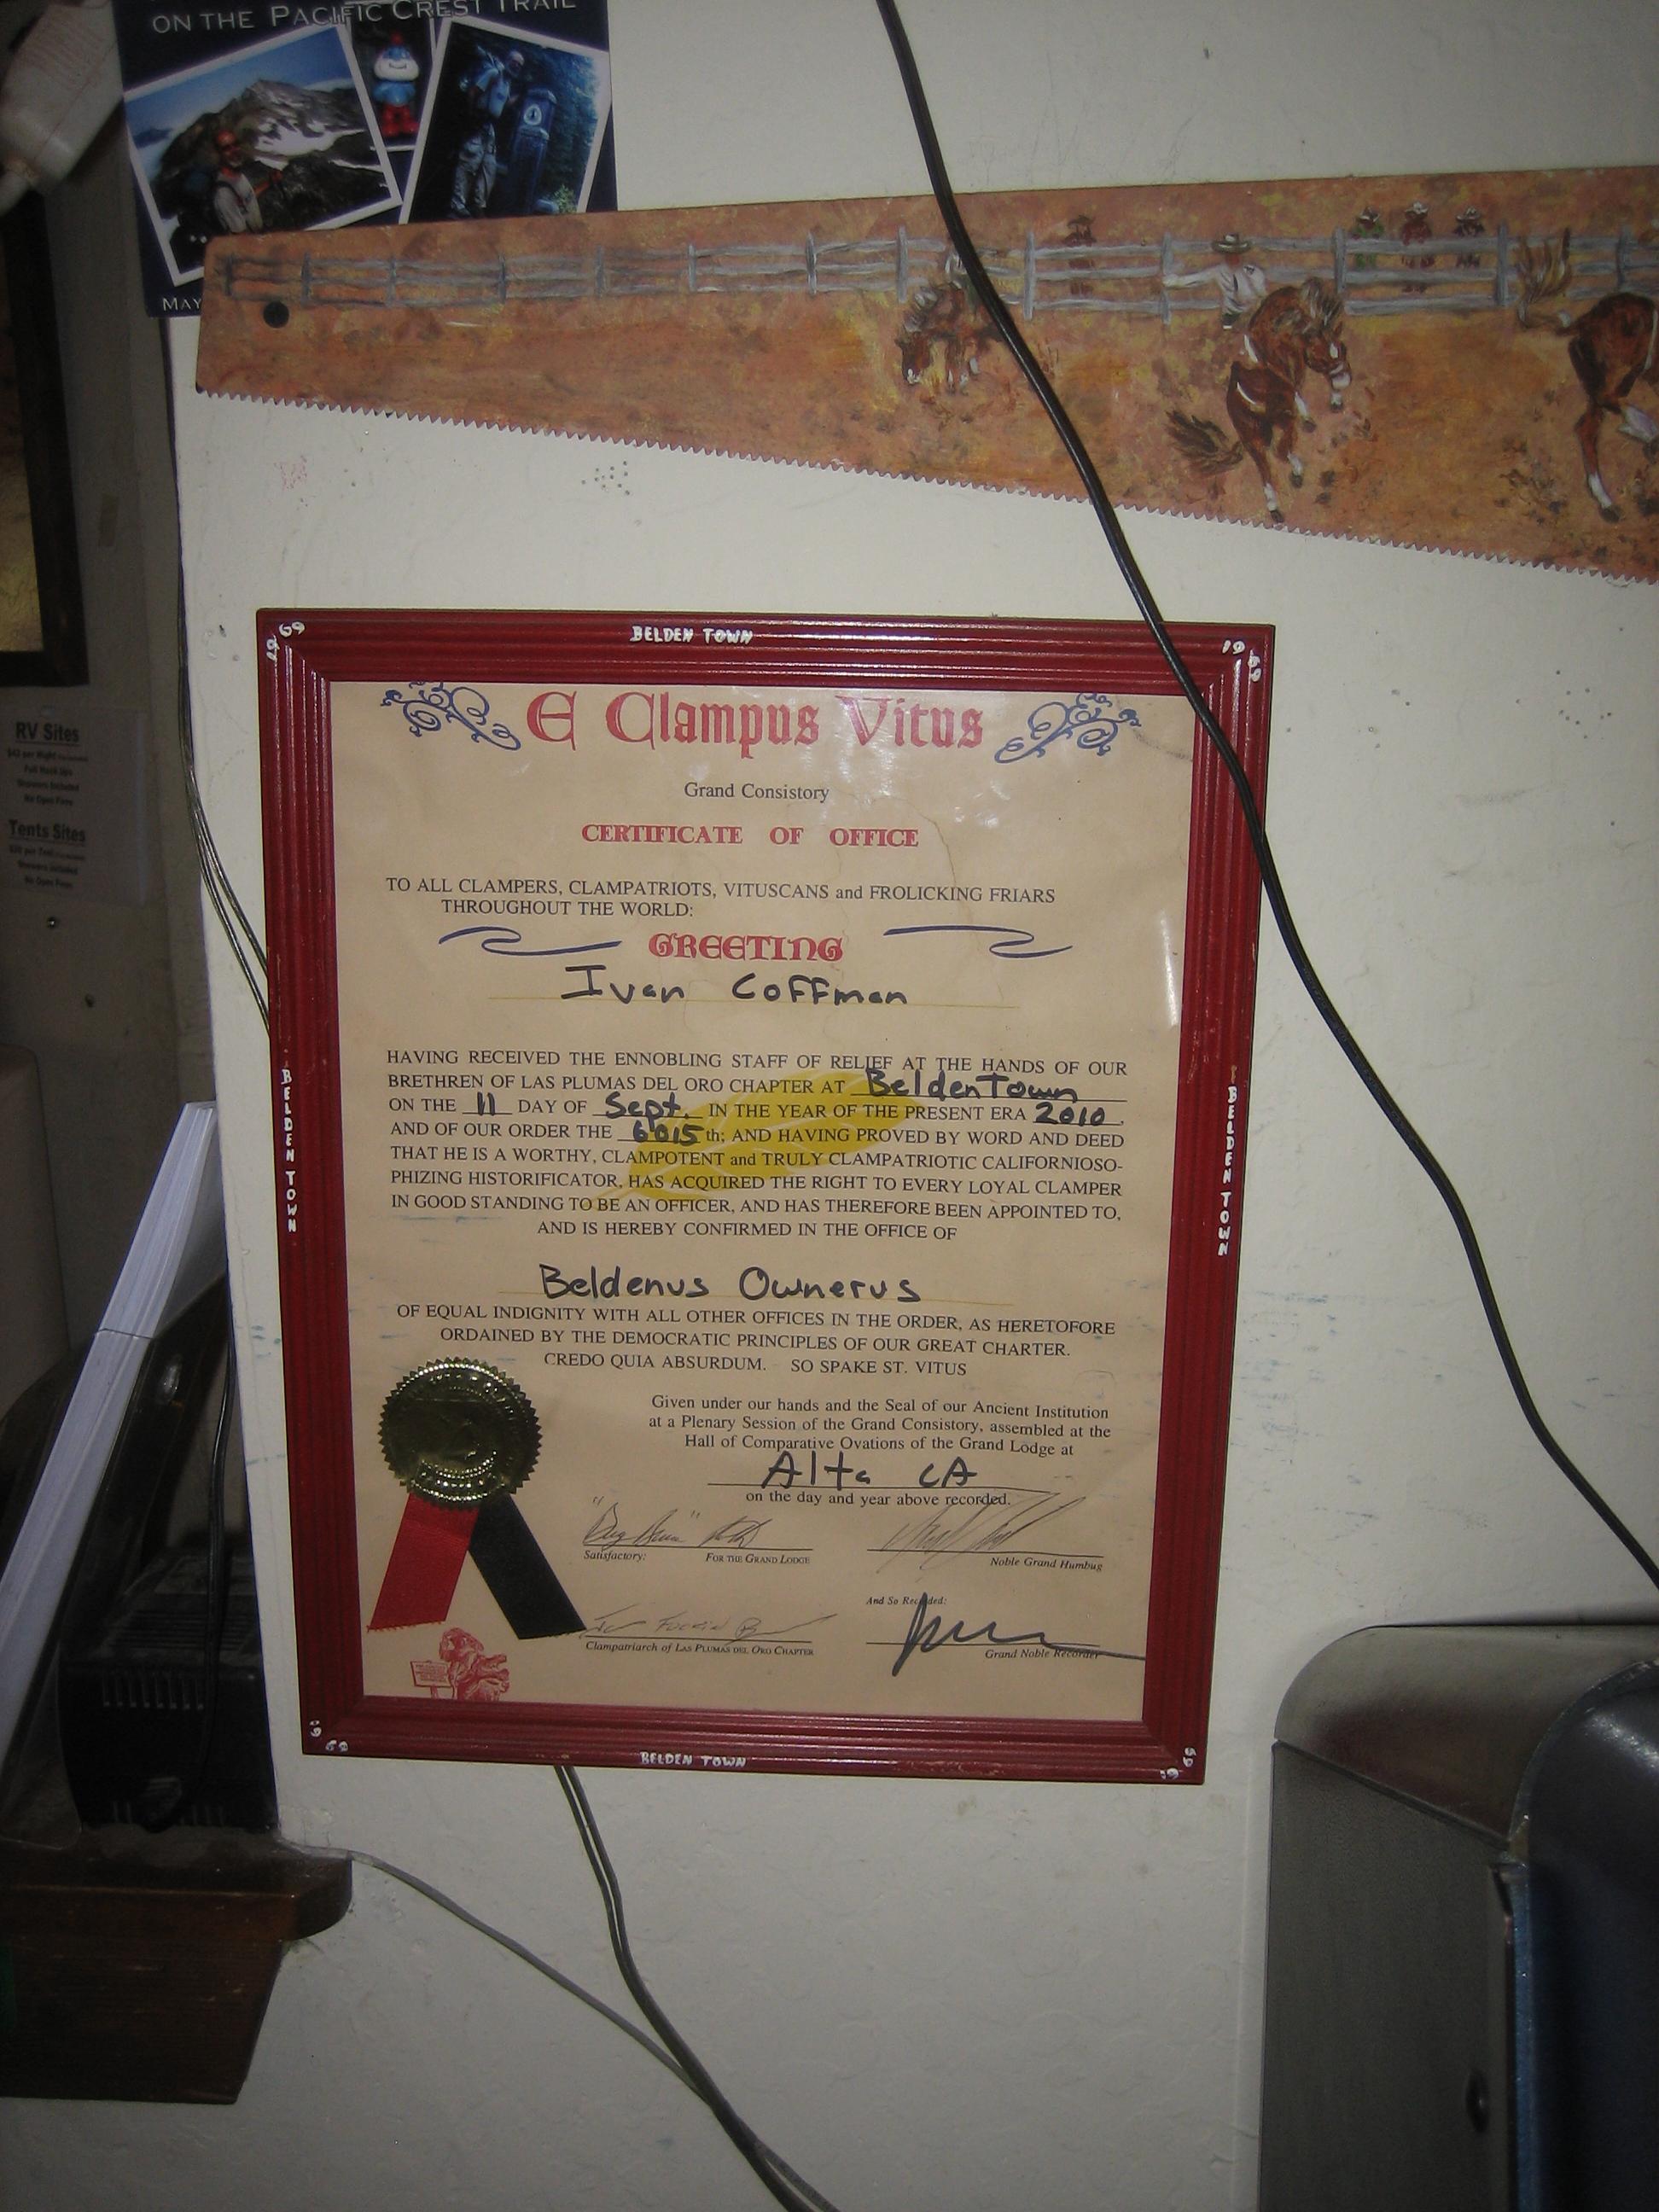 ON THE PACIFIC CREST TRAIL
MAY
RV Sites
Tents Sites
1969
BELDEN TOWN
1969
BELDEN TOWN
BELDEN TOWN
E Clampus Vitus
Grand Consistory
CERTIFICATE OF OFFICE
TO ALL CLAMPERS, CLAMPATRIOTS, VITUSCANS and FROLICKING FRIARS
THROUGHOUT THE WORLD:
GREETING
Ivan Coffman
HAVING RECEIVED THE ENNOBLING STAFF OF RELIEF AT THE HANDS OF OUR
BRETHREN OF LAS PLUMAS DEL ORO CHAPTER AT BeldenTown
ON THE 11 DAY OF Sept. IN THE YEAR OF THE PRESENT ERA 2010,
AND OF OUR ORDER THE 6015th; AND HAVING PROVED BY WORD AND DEED
THAT HE IS A WORTHY, CLAMPOTENT and TRULY CLAMPATRIOTIC CALIFORNIOSO-
PHIZING HISTORIFICATOR, HAS ACQUIRED THE RIGHT TO EVERY LOYAL CLAMPER
IN GOOD STANDING TO BE AN OFFICER, AND HAS THEREFORE BEEN APPOINTED TO,
AND IS HEREBY CONFIRMED IN THE OFFICE OF
Beldenus Ownerus
OF EQUAL INDIGNITY WITH ALL OTHER OFFICES IN THE ORDER, AS HERETOFORE
ORDAINED BY THE DEMOCRATIC PRINCIPLES OF OUR GREAT CHARTER.
CREDO QUIA ABSURDUM. SO SPAKE ST. VITUS
Given under our hands and the Seal of our Ancient Institution
at a Plenary Session of the Grand Consistory, assembled at the
Hall of Comparative Ovations of the Grand Lodge at
Alta CA
on the day and year above recorded.
Satisfactory: FOR THE GRAND LODGE
Noble Grand Humbug
And So Recorded:
Clampatriarch of LAS PLUMAS DEL ORO CHAPTER
Grand Noble Recorder
1969
BELDEN TOWN
1969